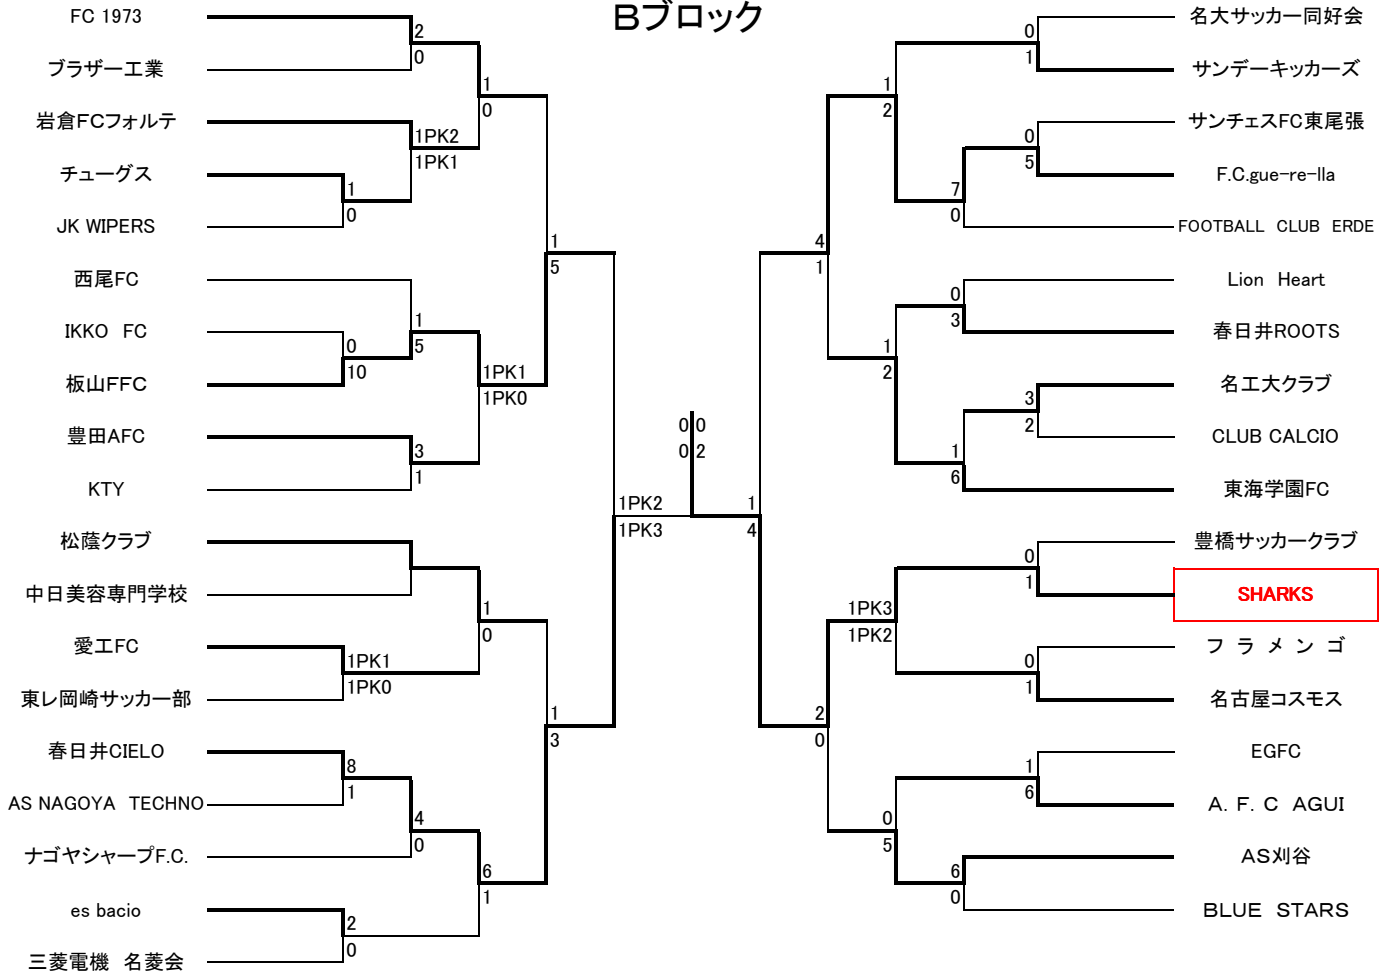 Bブロック
FC 1973
2
0
ブラザー工業
1
0
岩倉FCフォルテ
1PK2
1PK1
チューグス
1
0
JK WIPERS
1
5
西尾FC
1
5
IKKO FC
0
10
板山FFC
1PK1
1PK0
豊田AFC
3
1
KTY
1PK2
1PK3
松蔭クラブ
中日美容専門学校
1
0
愛工FC
1PK1
1PK0
東レ岡崎サッカー部
1
3
春日井CIELO
8
1
AS NAGOYA TECHNO
4
0
ナゴヤシャープF.C.
6
1
es bacio
2
0
三菱電機 名菱会
0 0
0 2
名大サッカー同好会
0
1
サンデーキッカーズ
1
2
サンチェスFC東尾張
0
5
F.C.gue-re-lla
7
0
FOOTBALL CLUB ERDE
4
1
Lion Heart
0
3
春日井ROOTS
1
2
名工大クラブ
3
2
CLUB CALCIO
1
6
東海学園FC
1
4
豊橋サッカークラブ
0
1
SHARKS
1PK3
1PK2
フラメンゴ
0
1
名古屋コスモス
2
0
EGFC
1
6
A.F.C AGUI
0
5
AS刈谷
6
0
BLUE STARS